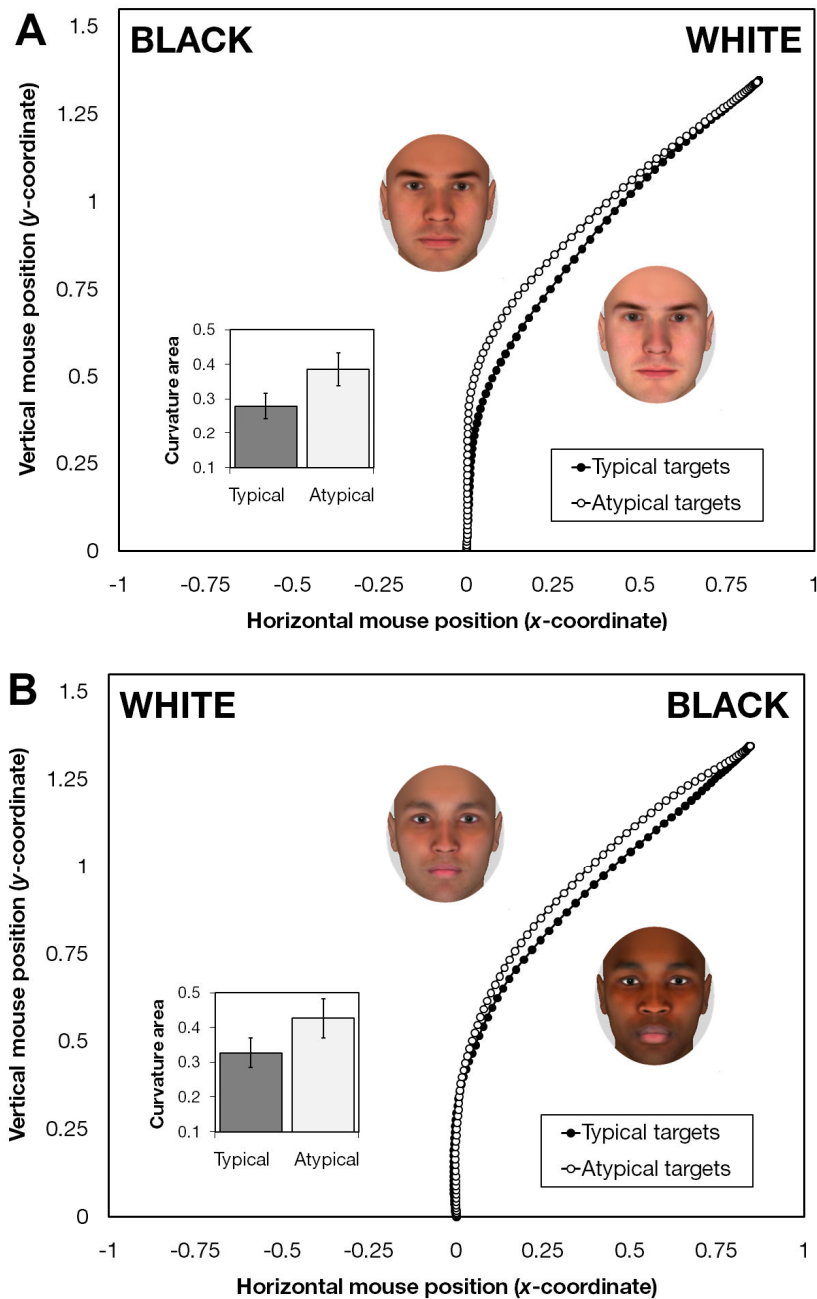 A
BLACK
WHITE
1.5
1.25
1
0.75
0.5
0.25
0
Vertical mouse position (y-coordinate)
0.5
0.4
0.3
0.2
0.1
Curvature area
Typical
Atypical
Typical targets
Atypical targets
-1
-0.75
-0.5
-0.25
0
0.25
0.5
0.75
1
Horizontal mouse position (x-coordinate)
B
WHITE
BLACK
1.5
1.25
1
0.75
0.5
0.25
0
Vertical mouse position (y-coordinate)
0.5
0.4
0.3
0.2
0.1
Curvature area
Typical
Atypical
Typical targets
Atypical targets
-1
-0.75
-0.5
-0.25
0
0.25
0.5
0.75
1
Horizontal mouse position (x-coordinate)